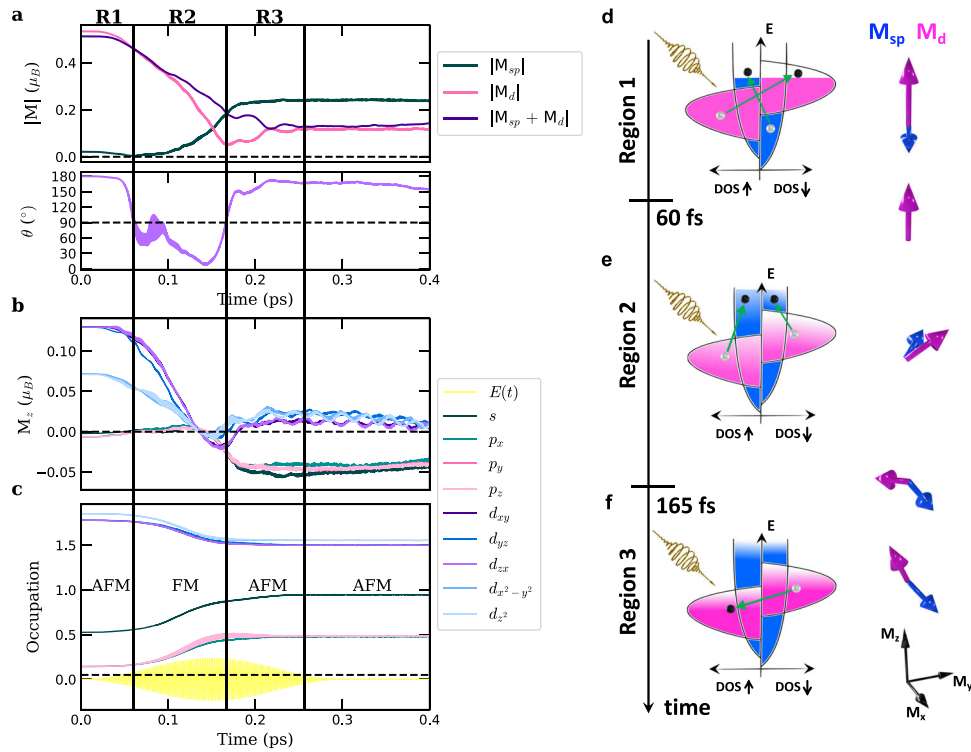 a
R1
R2
R3
|M| (μB)
0.4
0.2
0.0
|Msp|
|Md|
|Msp + Md|
θ (°)
180
150
120
90
60
30
0
0.0
0.1
0.2
0.3
0.4
Time (ps)
b
Mz (μB)
0.10
0.05
0.00
−0.05
E(t)
s
px
py
pz
dxy
dyz
dzx
dx²−y²
dz²
c
Occupation
1.5
1.0
0.5
0.0
AFM
FM
AFM
AFM
0.0
0.1
0.2
0.3
0.4
Time (ps)
d
Region 1
E
DOS ↑
DOS ↓
Msp Md
60 fs
e
Region 2
E
DOS ↑
DOS ↓
165 fs
f
Region 3
E
DOS ↑
DOS ↓
time
Mz
My
Mx